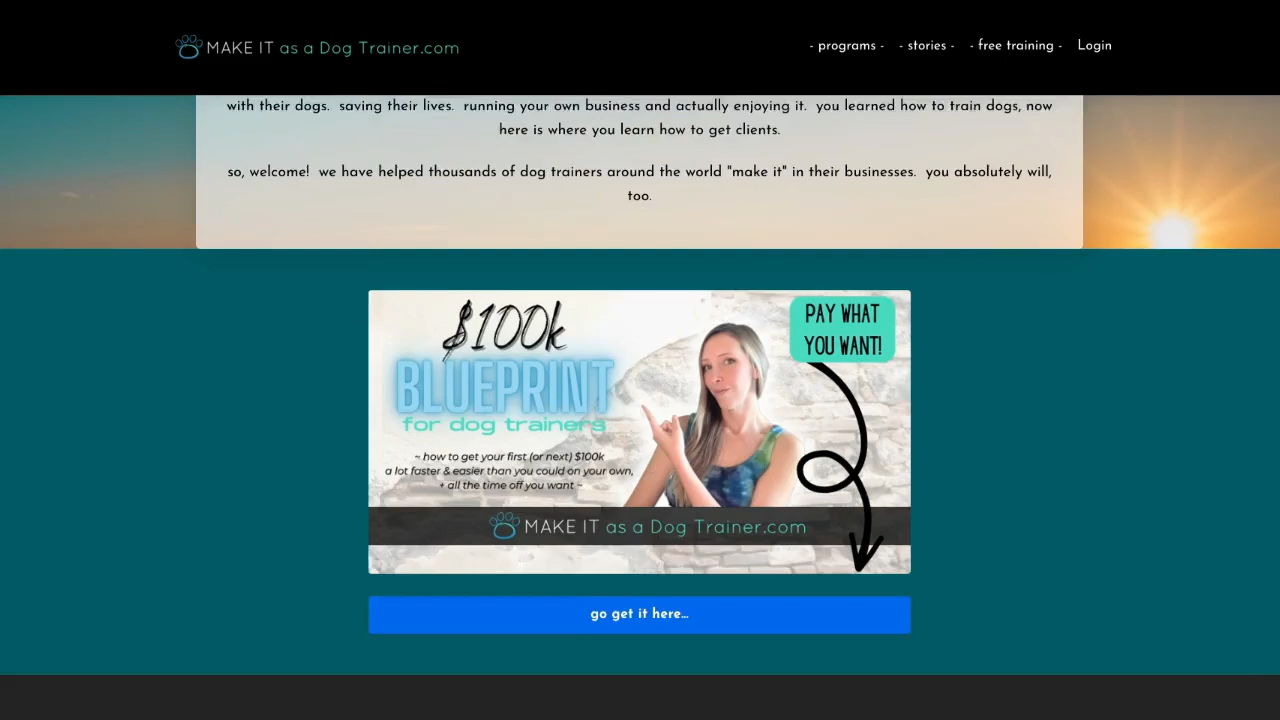 MAKE IT as a Dog Trainer.com
- programs - - stories - - free training - Login
with their dogs. saving their lives. running your own business and actually enjoying it. you learned how to train dogs, now
here is where you learn how to get clients.
so, welcome! we have helped thousands of dog trainers around the world "make it" in their businesses. you absolutely will,
too.
$100k
BLUEPRINT
for dog trainers
~ how to get your first (or next) $100k
a lot faster & easier than you could on your own,
+ all the time off you want ~
PAY WHAT
YOU WANT!
MAKE IT as a Dog Trainer.com
go get it here...